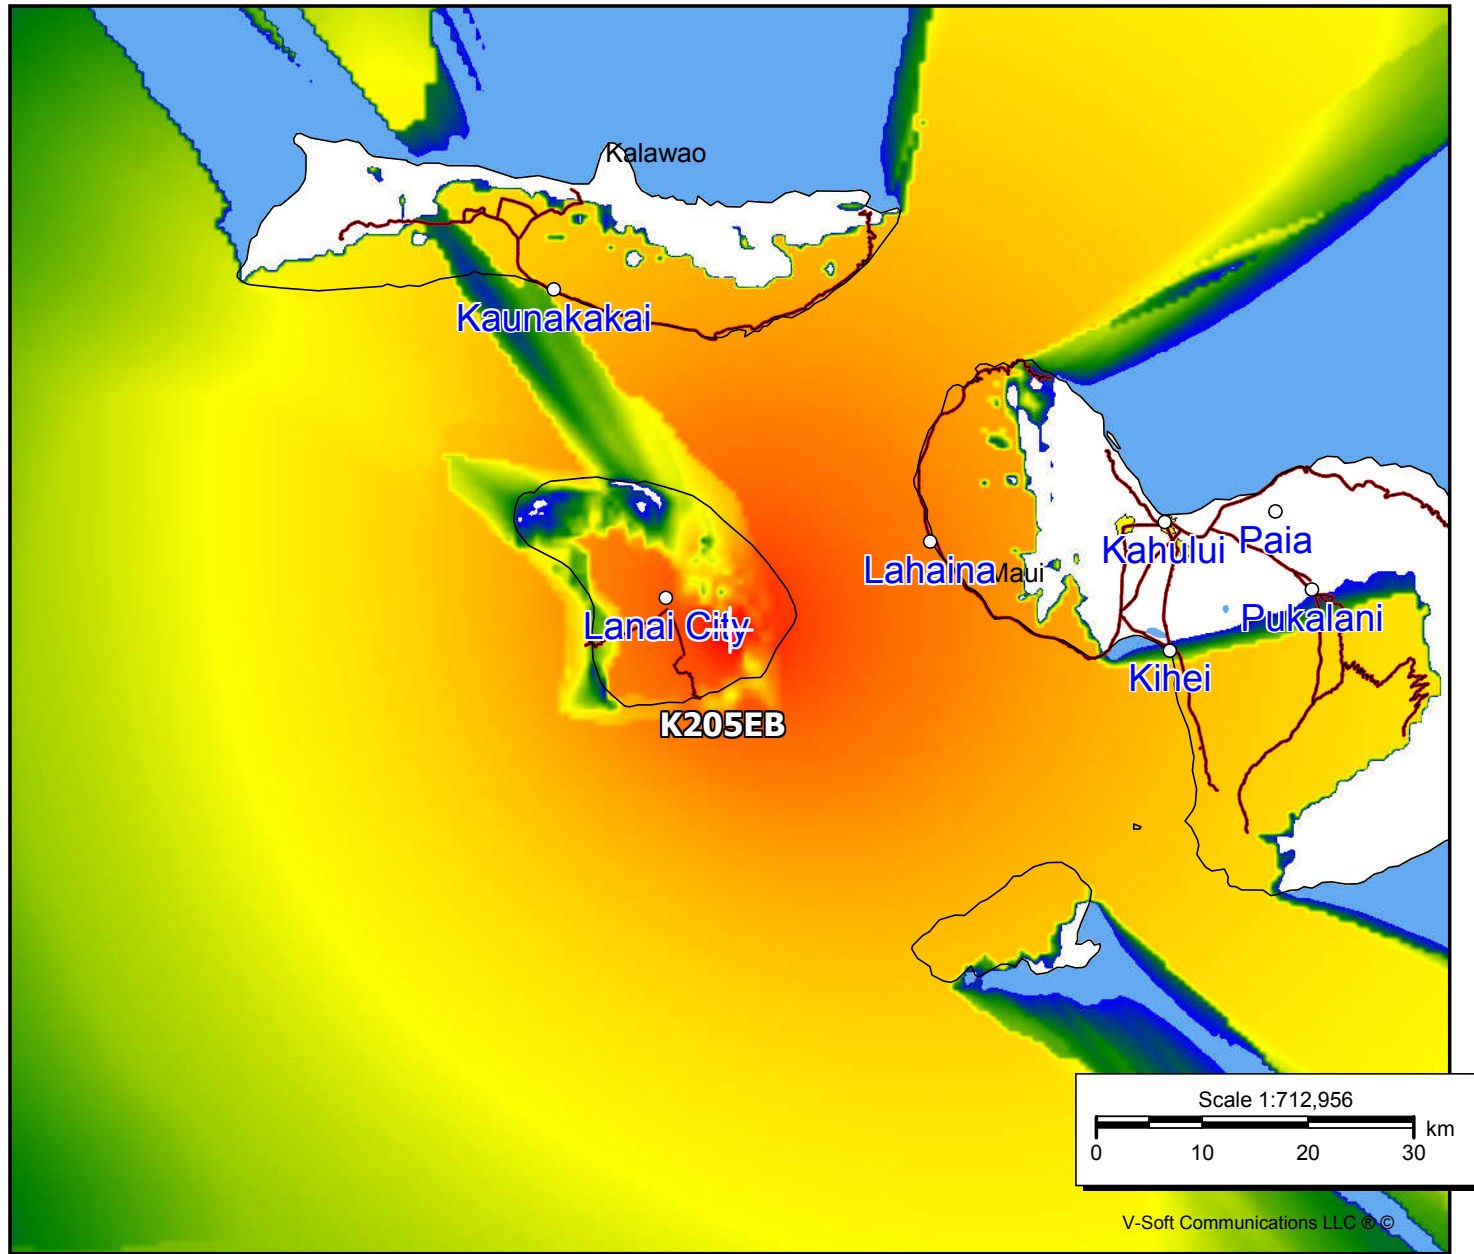 Kalawao
Kaunakakai
Kahului
Paia
Lahaina
Maui
Lanai City
Pukalani
Kihei
K205EB
Scale 1:712,956
km
0 10 20 30
V-Soft Communications LLC ® ©